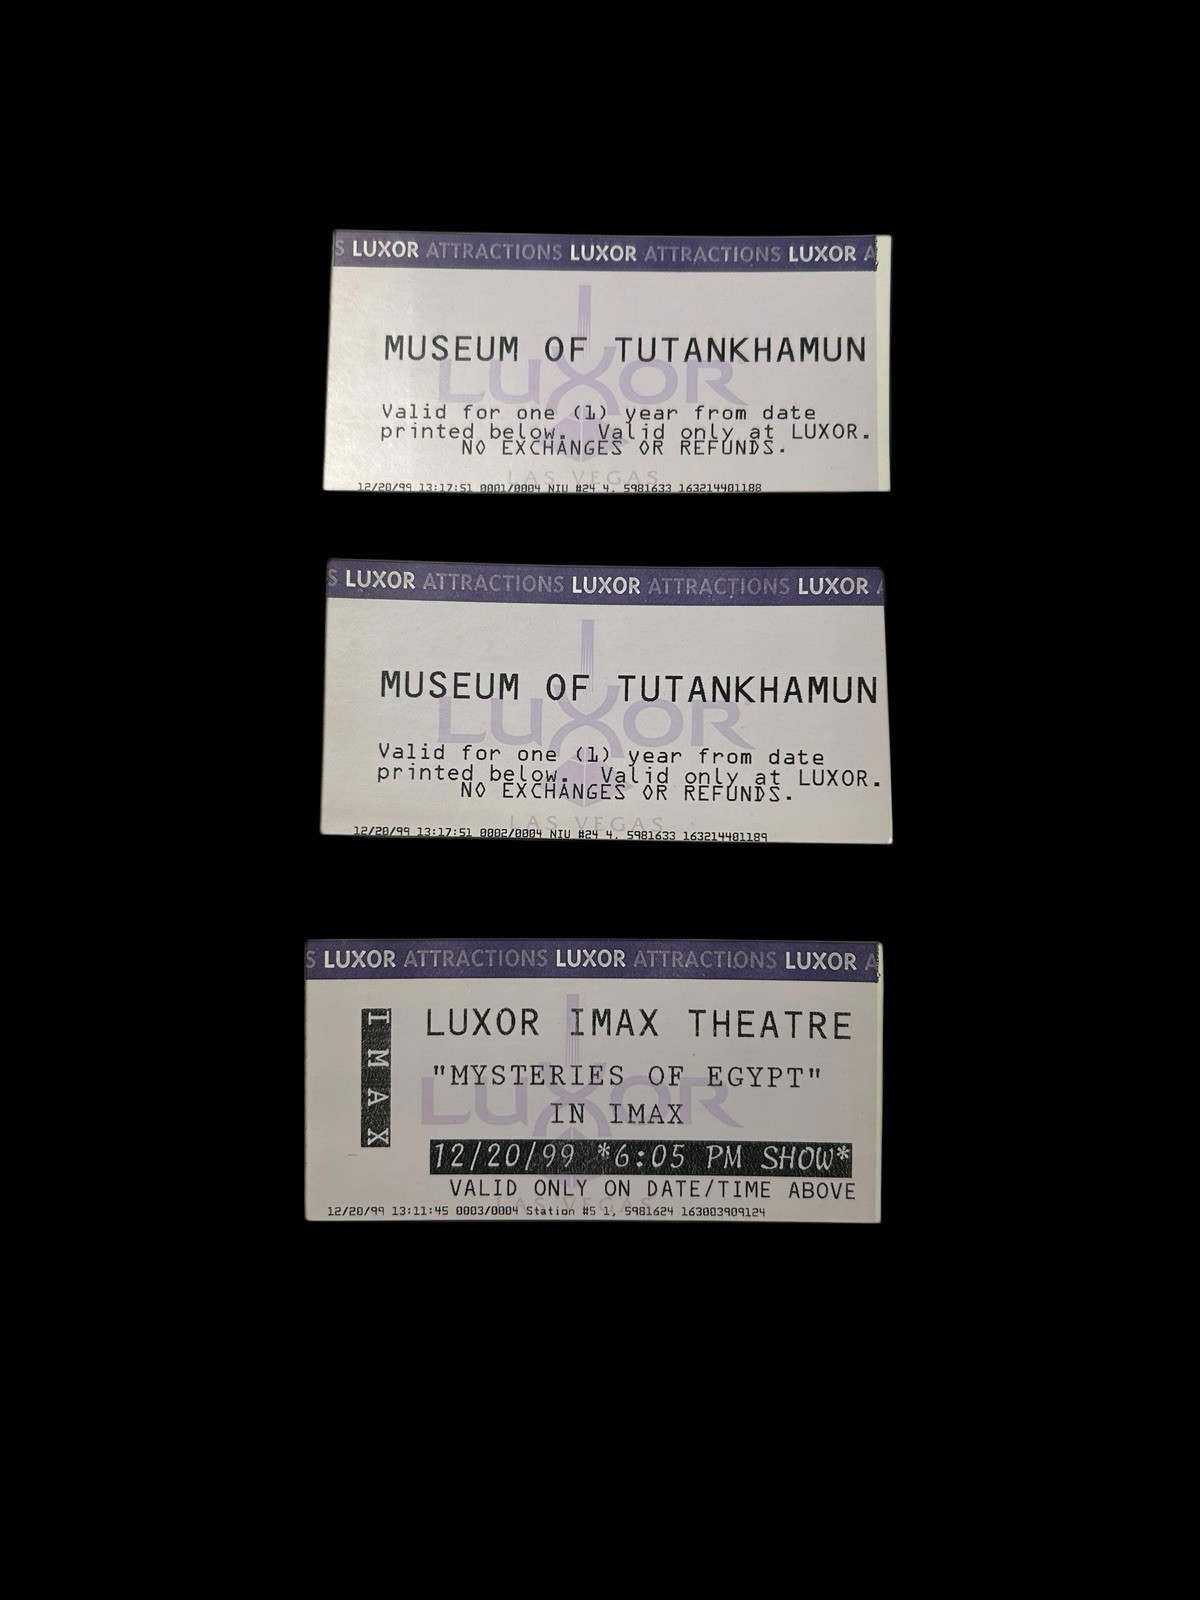 S LUXOR ATTRACTIONS LUXOR ATTRACTIONS LUXOR A
MUSEUM OF TUTANKHAMUN
LUXOR
Valid for one (1) year from date
printed below. Valid only at LUXOR.
NO EXCHANGES OR REFUNDS.
LAS VEGAS
12/20/99 13:17:51 0001/0004 NIU #24 4, 5981633 163214401188
S LUXOR ATTRACTIONS LUXOR ATTRACTIONS LUXOR A
MUSEUM OF TUTANKHAMUN
LUXOR
Valid for one (1) year from date
printed below. Valid only at LUXOR.
NO EXCHANGES OR REFUNDS.
LAS VEGAS
12/20/99 13:17:51 0002/0004 NIU #24 4, 5981633 163214401189
S LUXOR ATTRACTIONS LUXOR ATTRACTIONS LUXOR A
IMAX
LUXOR IMAX THEATRE
"MYSTERIES OF EGYPT"
LUXOR
IN IMAX
12/20/99 *6:05 PM SHOW*
VALID ONLY ON DATE/TIME ABOVE
LAS VEGAS
12/20/99 13:11:45 0003/0004 Station #5 1, 5981624 163003909124